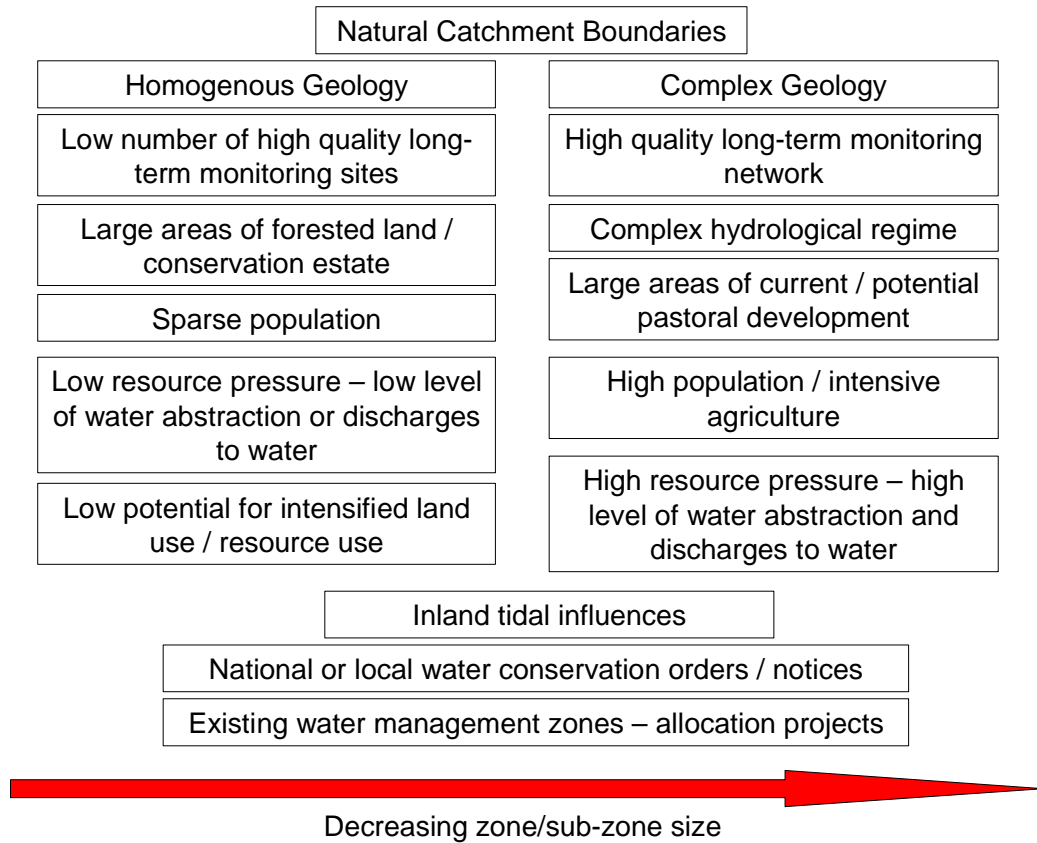 Natural Catchment Boundaries
Homogenous Geology
Low number of high quality long-
term monitoring sites
Large areas of forested land /
conservation estate
Sparse population
Low resource pressure – low level
of water abstraction or discharges
to water
Low potential for intensified land
use / resource use
Complex Geology
High quality long-term monitoring
network
Complex hydrological regime
Large areas of current / potential
pastoral development
High population / intensive
agriculture
High resource pressure – high
level of water abstraction and
discharges to water
Inland tidal influences
National or local water conservation orders / notices
Existing water management zones – allocation projects
Decreasing zone/sub-zone size